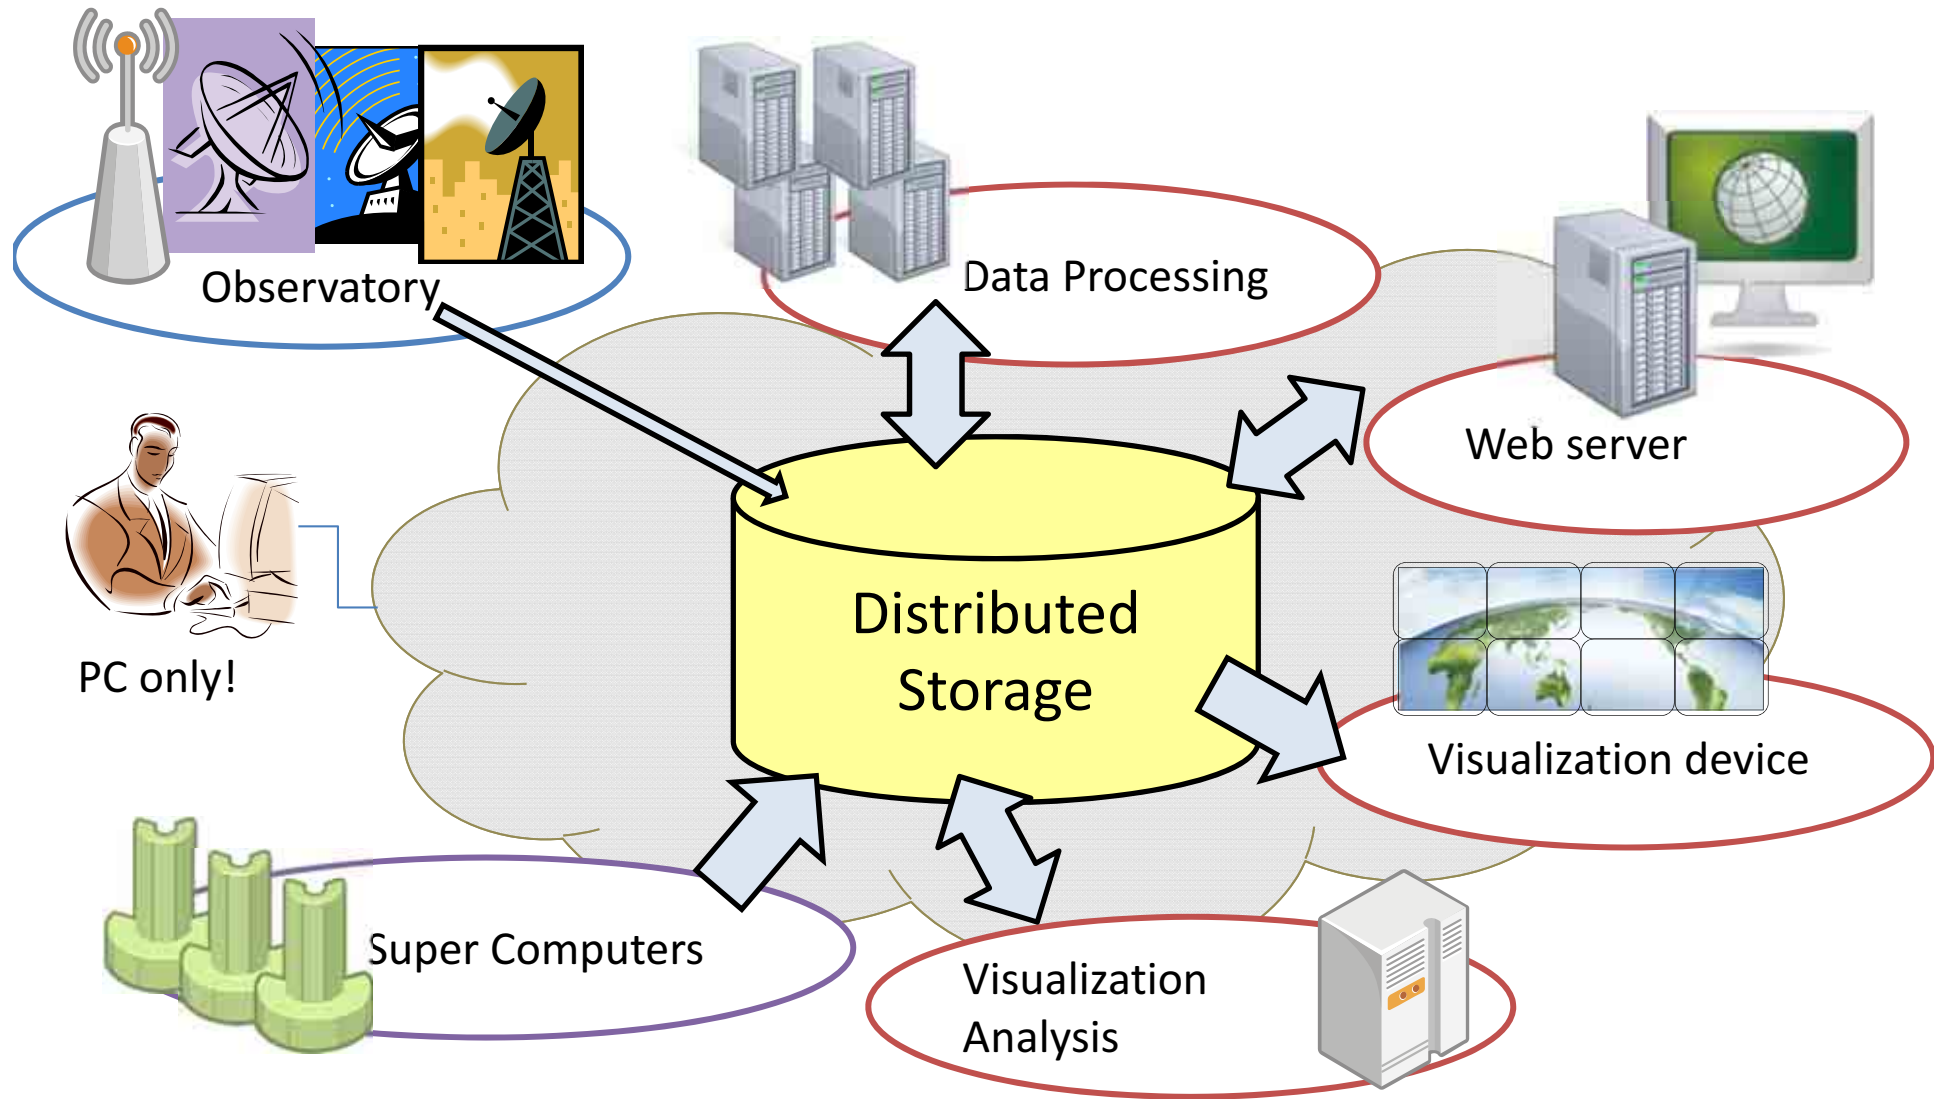 Observatory
Data Processing
Web server
PC only!
Distributed
Storage
Visualization device
Super Computers
Visualization
Analysis